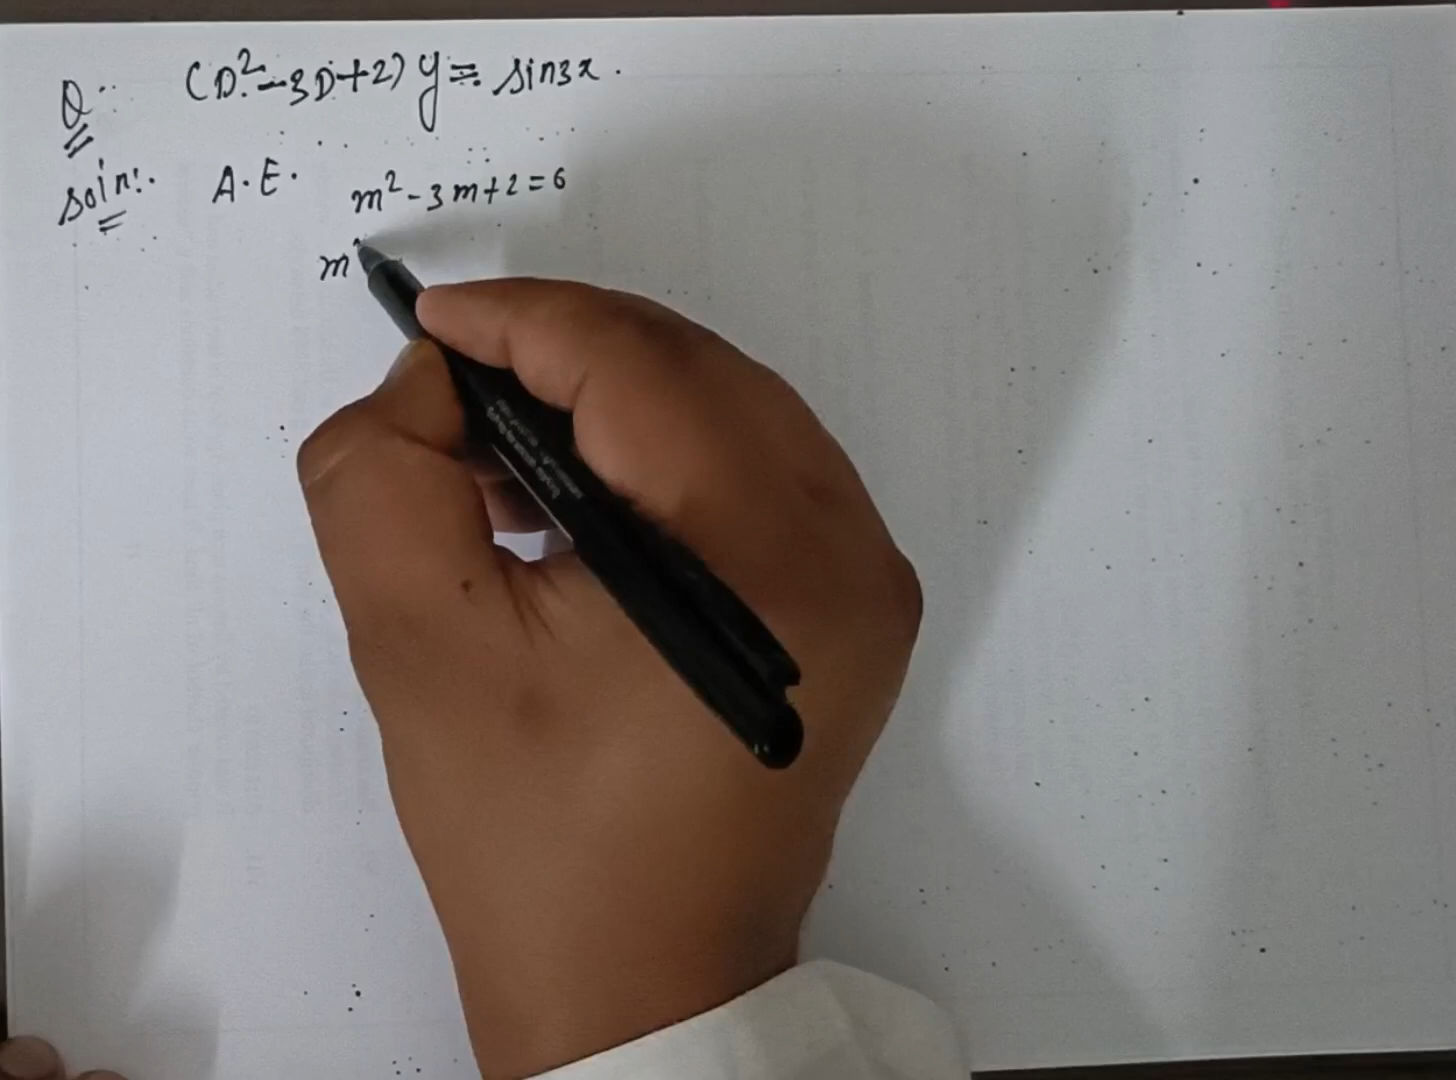 Q:- (D²-3D+2) y = sin3x.
Soln:- A.E. m²-3m+2=0
m